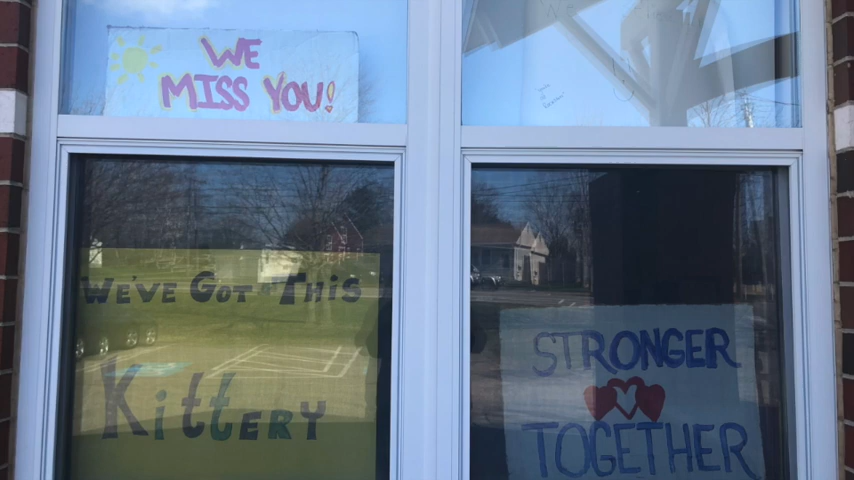 WE
MISS YOU!
WE'VE GOT THIS
KittERY
STRONGER
TOGETHER